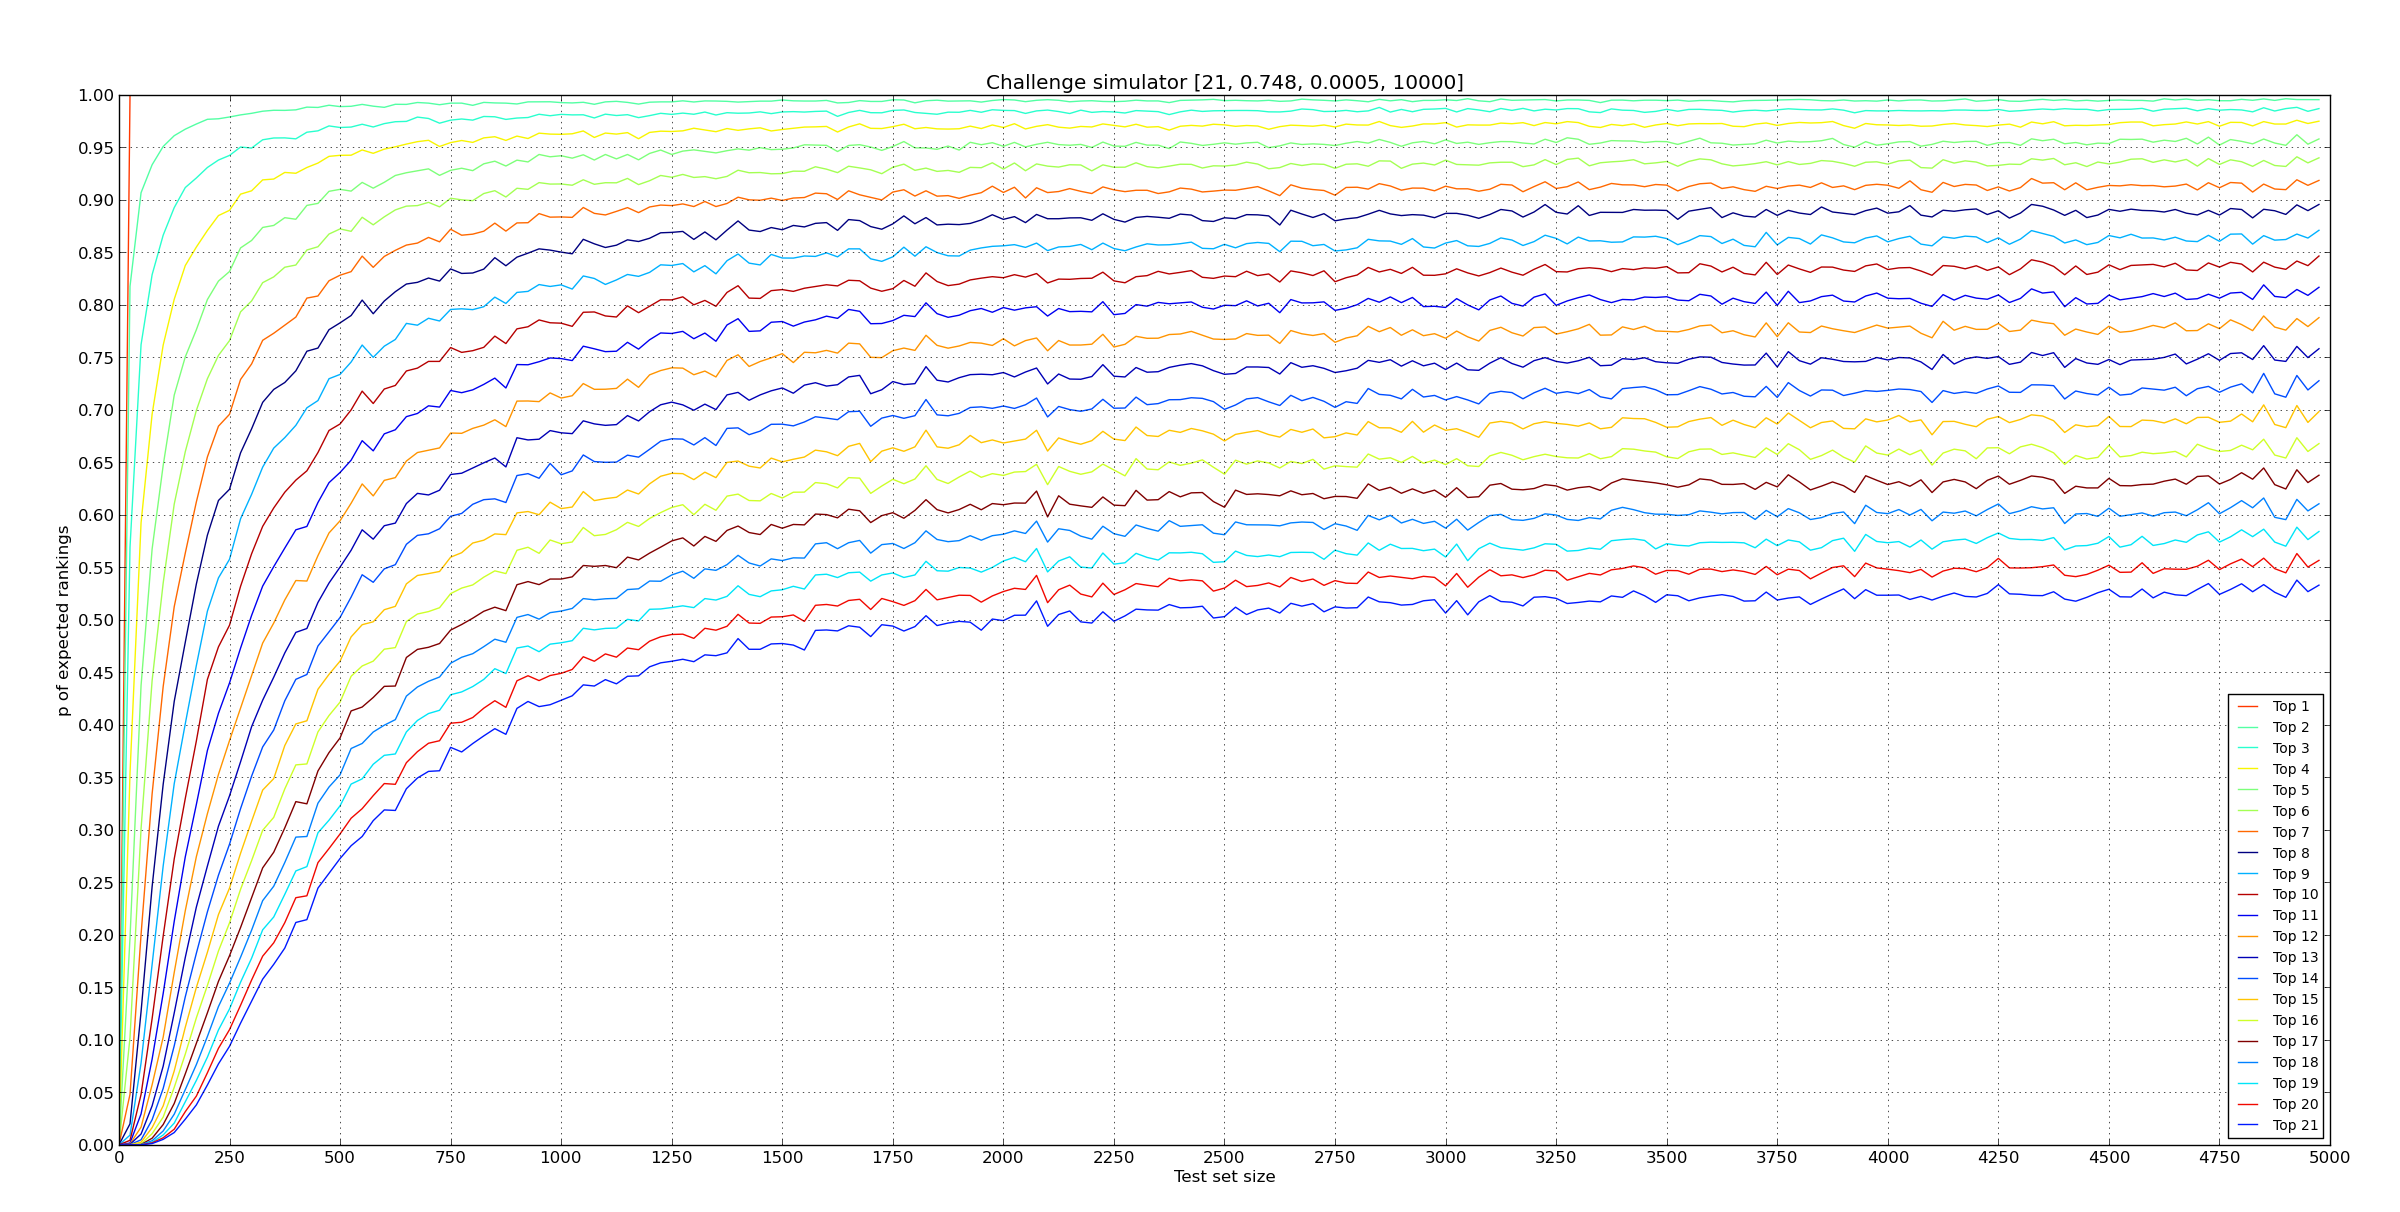 Challenge simulator [21, 0.748, 0.0005, 10000]
1.00
0.95
0.90
0.85
0.80
0.75
0.70
0.65
0.60
0.55
0.50
0.45
0.40
0.35
0.30
0.25
0.20
0.15
0.10
0.05
0.00
p of expected rankings
Top 1
Top 2
Top 3
Top 4
Top 5
Top 6
Top 7
Top 8
Top 9
Top 10
Top 11
Top 12
Top 13
Top 14
Top 15
Top 16
Top 17
Top 18
Top 19
Top 20
Top 21
0 250 500 750 1000 1250 1500 1750 2000 2250 2500 2750 3000 3250 3500 3750 4000 4250 4500 4750 5000
Test set size